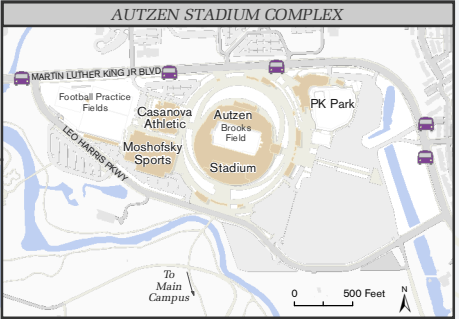 AUTZEN STADIUM COMPLEX
MARTIN LUTHER KING JR BLVD
Football Practice
Fields
Casanova
Athletic
Autzen
Brooks
Field
Stadium
PK Park
Moshofsky
Sports
LEO HARRIS PKWY
To
Main
Campus
0 500 Feet
N